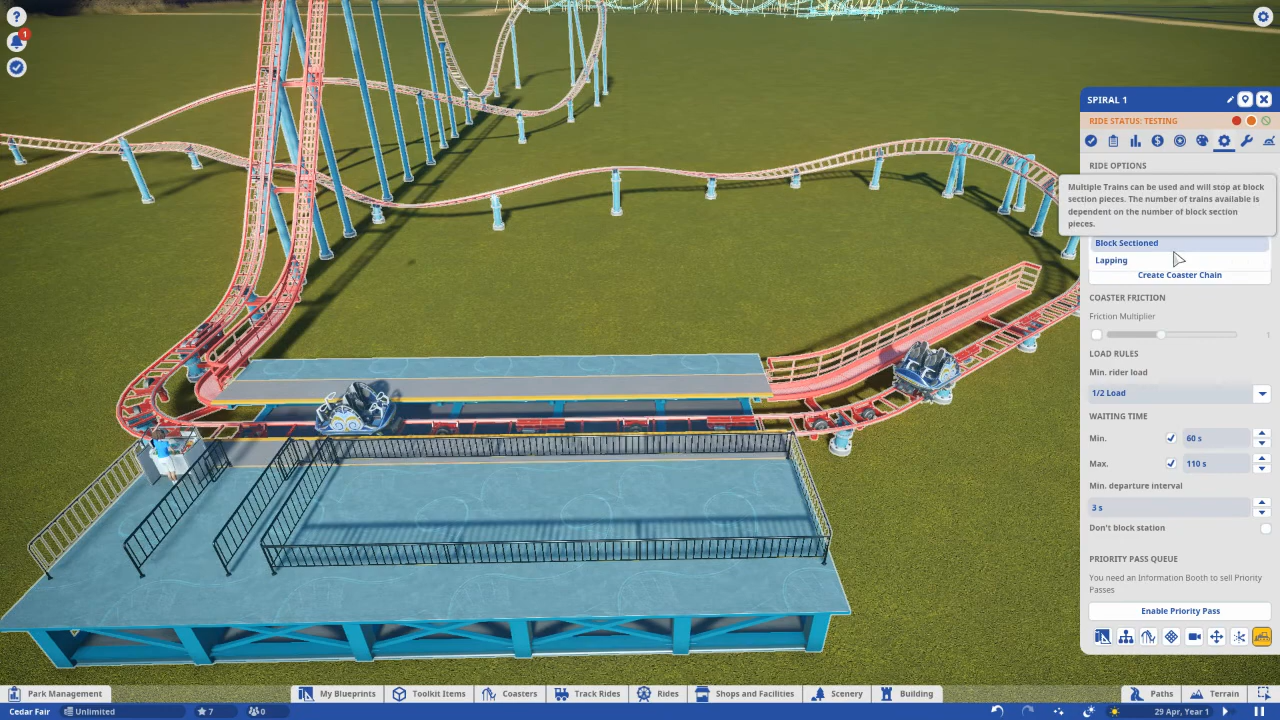 ?
1
SPIRAL 1
RIDE STATUS: TESTING
RIDE OPTIONS
Multiple Trains can be used and will stop at block
section pieces. The number of trains available is
dependent on the number of block section
pieces.
Block Sectioned
Lapping
Create Coaster Chain
COASTER FRICTION
Friction Multiplier
1
LOAD RULES
Min. rider load
1/2 Load
WAITING TIME
Min.
60 s
Max.
110 s
Min. departure interval
3 s
Don't block station
PRIORITY PASS QUEUE
You need an Information Booth to sell Priority
Passes
Enable Priority Pass
Park Management
My Blueprints
Toolkit Items
Coasters
Track Rides
Rides
Shops and Facilities
Scenery
Building
Paths
Terrain
Cedar Fair
Unlimited
7
0
29 Apr, Year 1